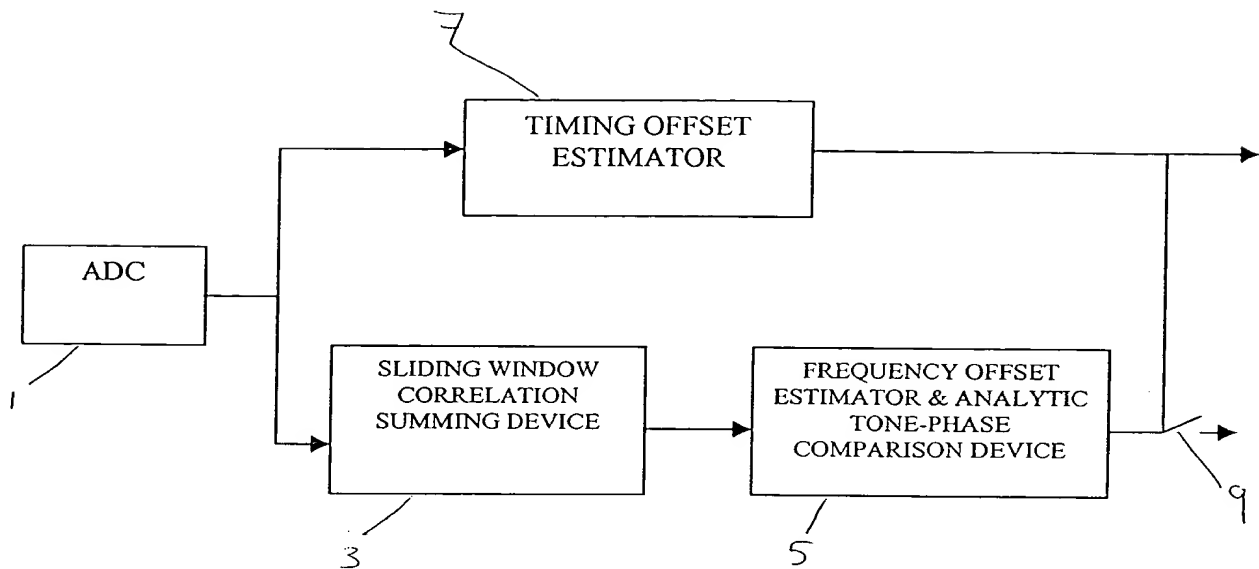 7
TIMING OFFSET
ESTIMATOR
ADC
SLIDING WINDOW
CORRELATION
SUMMING DEVICE
FREQUENCY OFFSET
ESTIMATOR & ANALYTIC
TONE-PHASE
COMPARISON DEVICE
1
3
5
9